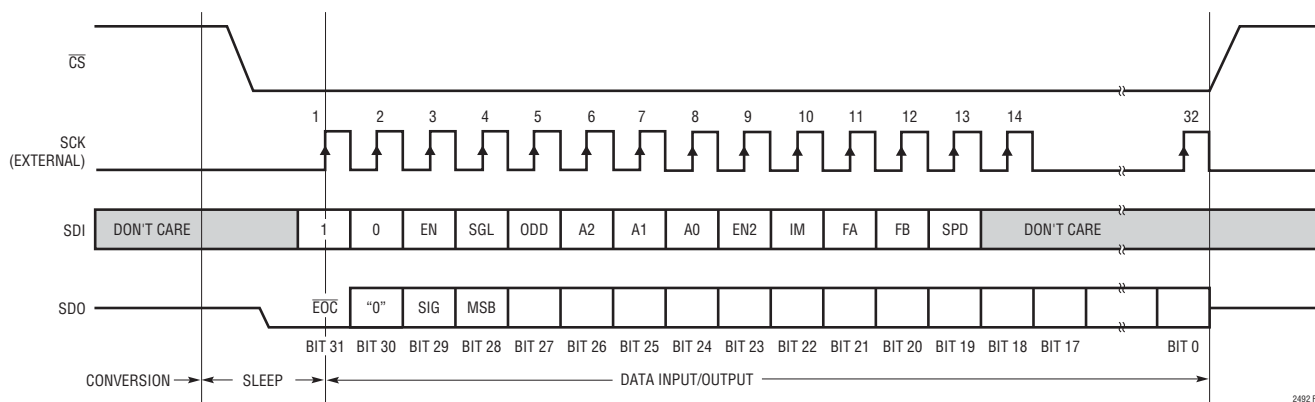 CS
1 2 3 4 5 6 7 8 9 10 11 12 13 14 32
SCK
(EXTERNAL)
SDI DON'T CARE 1 0 EN SGL ODD A2 A1 A0 EN2 IM FA FB SPD DON'T CARE
SDO EOC "0" SIG MSB
BIT 31 BIT 30 BIT 29 BIT 28 BIT 27 BIT 26 BIT 25 BIT 24 BIT 23 BIT 22 BIT 21 BIT 20 BIT 19 BIT 18 BIT 17 BIT 0
CONVERSION SLEEP DATA INPUT/OUTPUT
2492